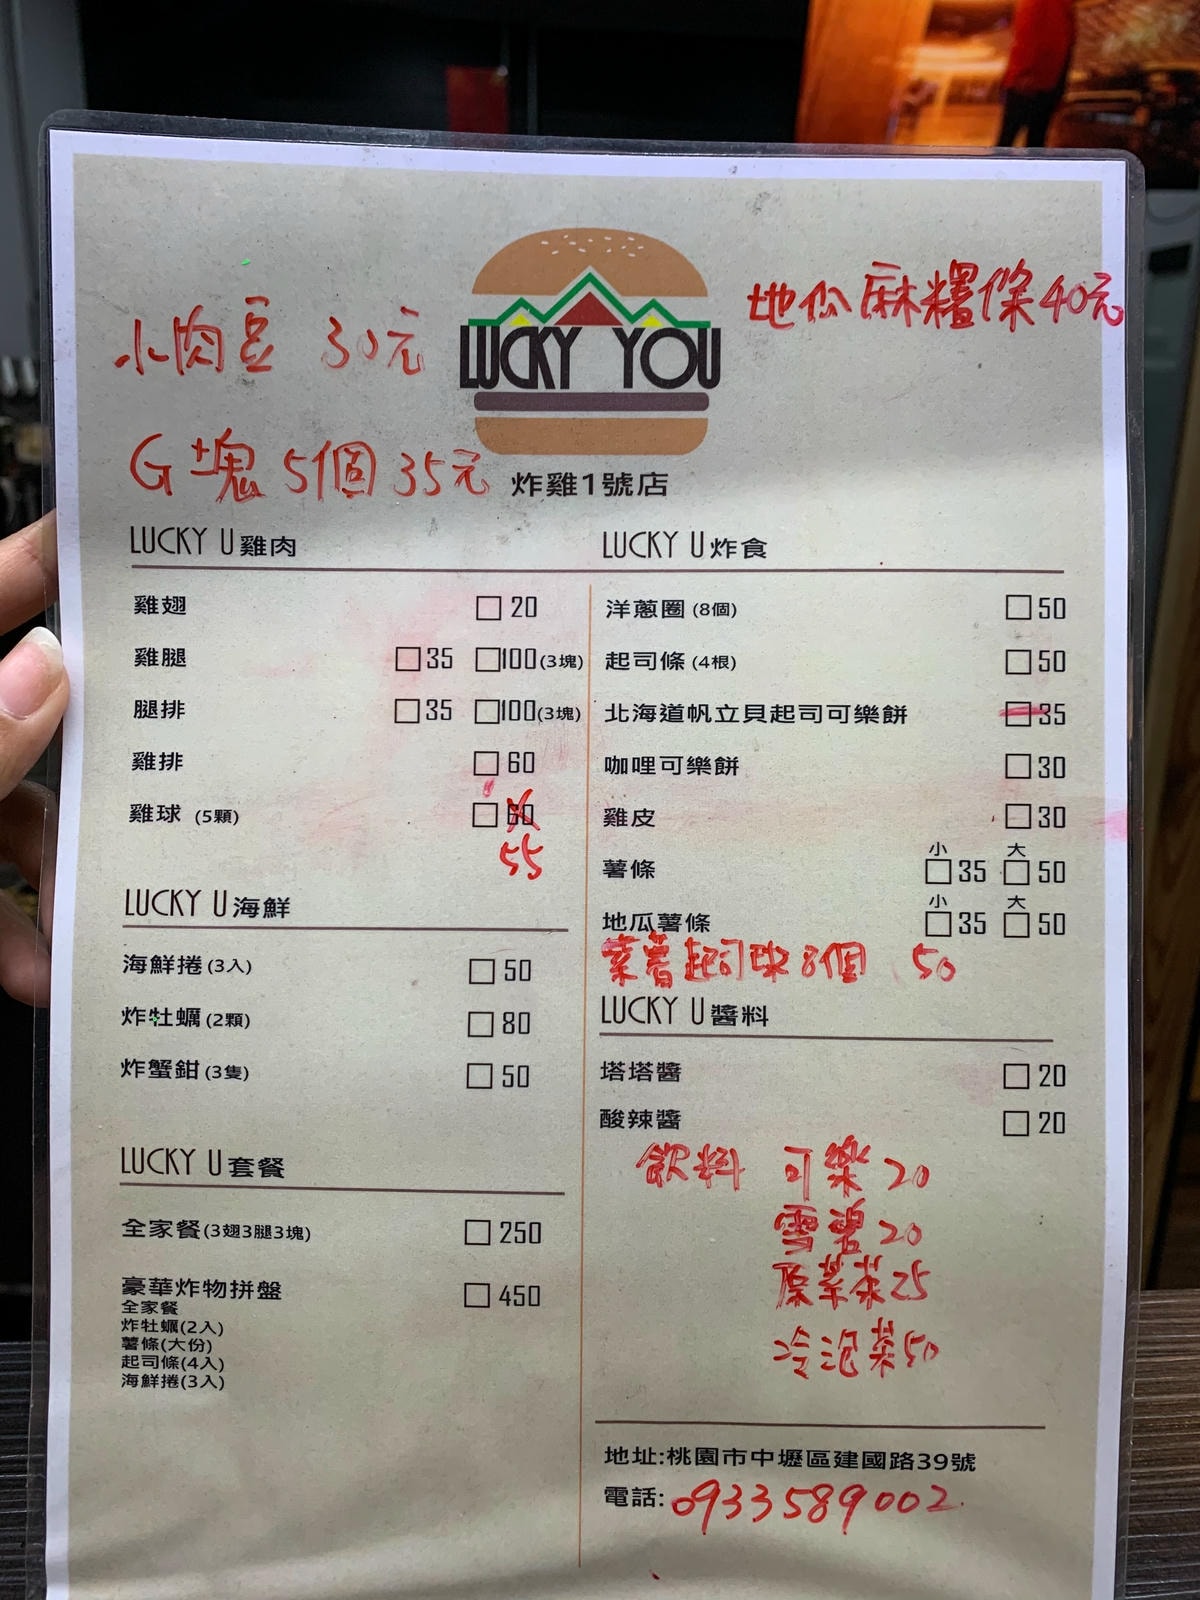 小肉豆 30元
地瓜麻糬條40元
LUCKY YOU
G塊 5個 35元
炸雞1號店
LUCKY U 雞肉
雞翅 20
雞腿 35 100(3塊)
腿排 35 100(3塊)
雞排 60
雞球 (5顆) 60
55
LUCKY U 海鮮
海鮮捲(3入) 50
炸牡蠣(2顆) 80
炸蟹鉗(3隻) 50
LUCKY U 套餐
全家餐(3翅3腿3塊) 250
豪華炸物拼盤 450
全家餐
炸牡蠣(2入)
薯條(大份)
起司條(4入)
海鮮捲(3入)
LUCKY U 炸食
洋蔥圈 (8個) 50
起司條 (4根) 50
北海道帆立貝起司可樂餅 35
咖哩可樂餅 30
雞皮 30
小 大
薯條 35 50
小 大
地瓜薯條 35 50
薯起司球 8個 50
LUCKY U 醬料
塔塔醬 20
酸辣醬 20
飲料 可樂 20
雪碧 20
原萃茶25
冷泡茶50
地址:桃園市中壢區建國路39號
電話: 0933589002